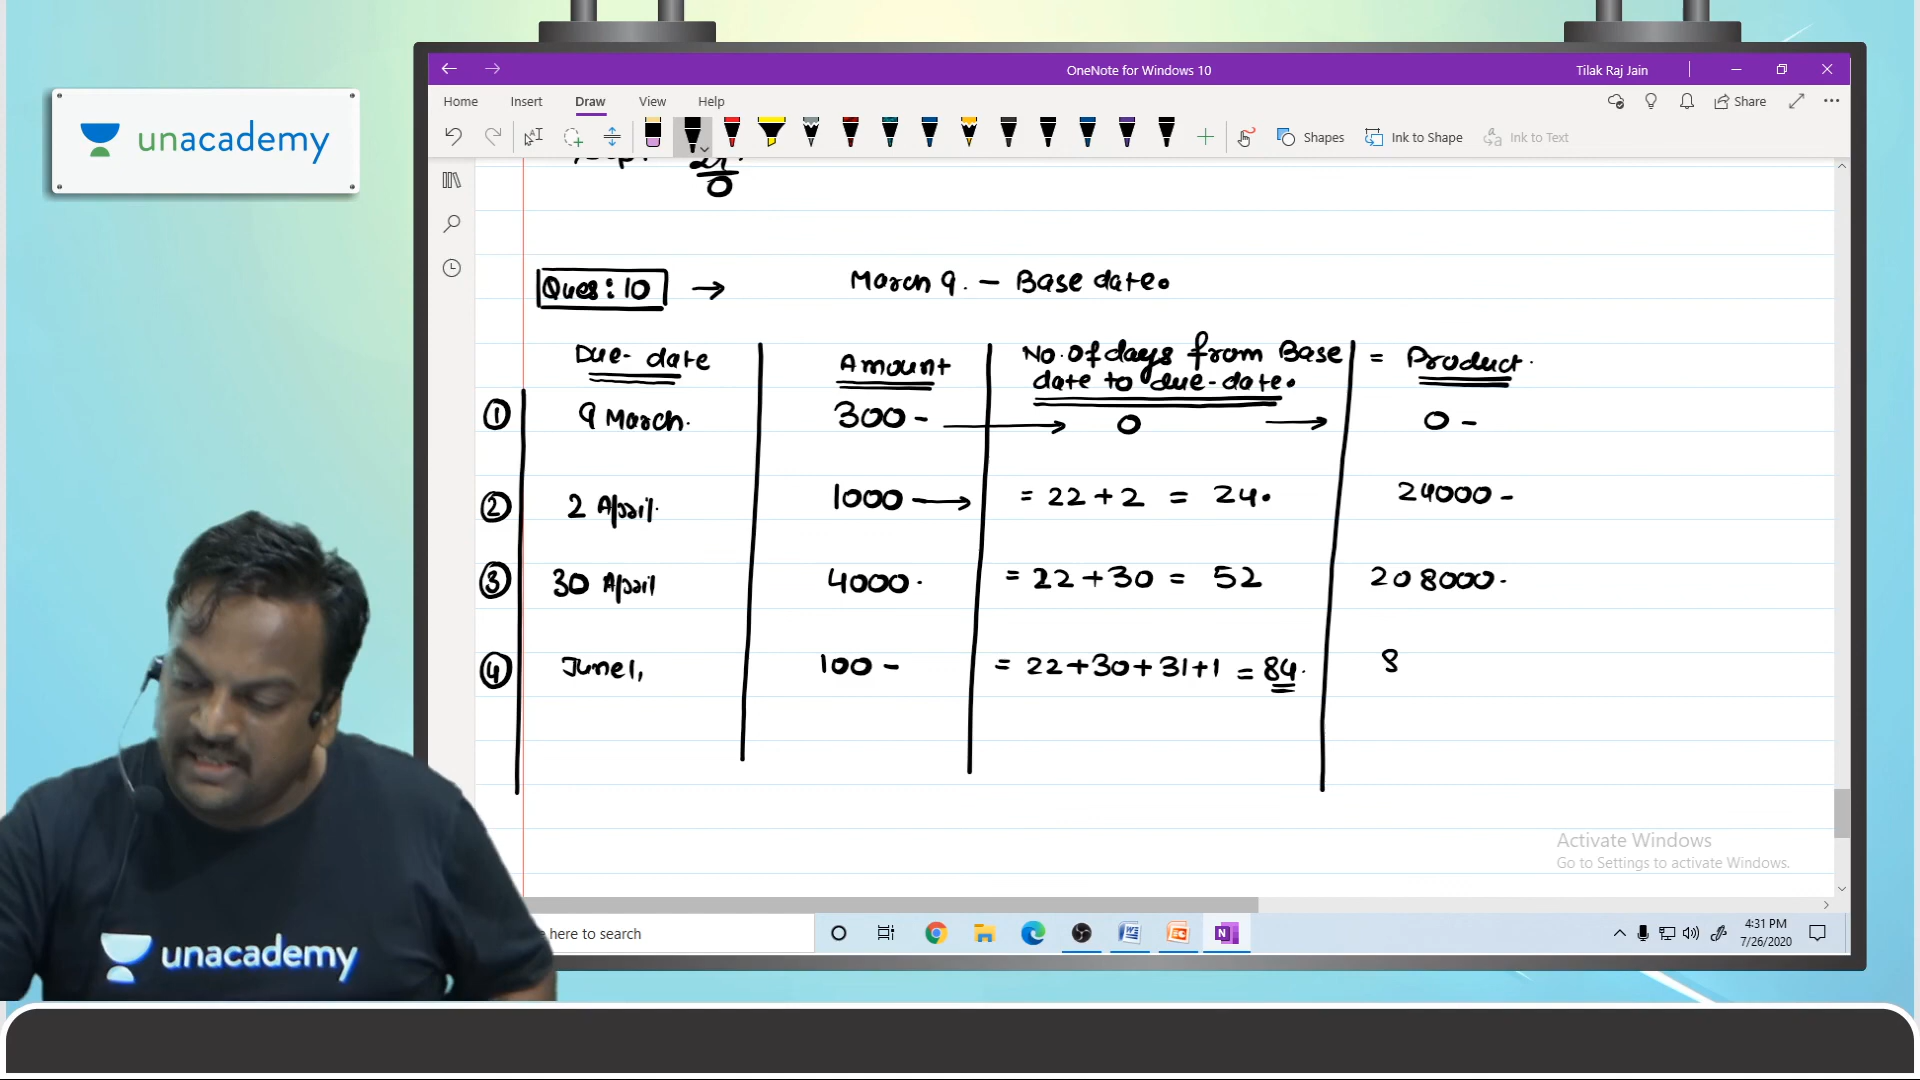 unacademy
OneNote for Windows 10
Tilak Raj Jain
Home Insert Draw View Help
Share
Shapes
Ink to Shape
Ink to Text
0
Ques: 10 → March 9. - Base date.
Due-date Amount No. of days from Base date to due-date. = Product.
① 9 March. 300 - → 0 → 0 -
② 2 April. 1000 → = 22 + 2 = 24. 24000 -
③ 30 April 4000. = 22 + 30 = 52 208000.
④ June 1, 100 - = 22+30+31+1 = 84. 8
Activate Windows
Go to Settings to activate Windows.
here to search
4:31 PM
7/26/2020
unacademy